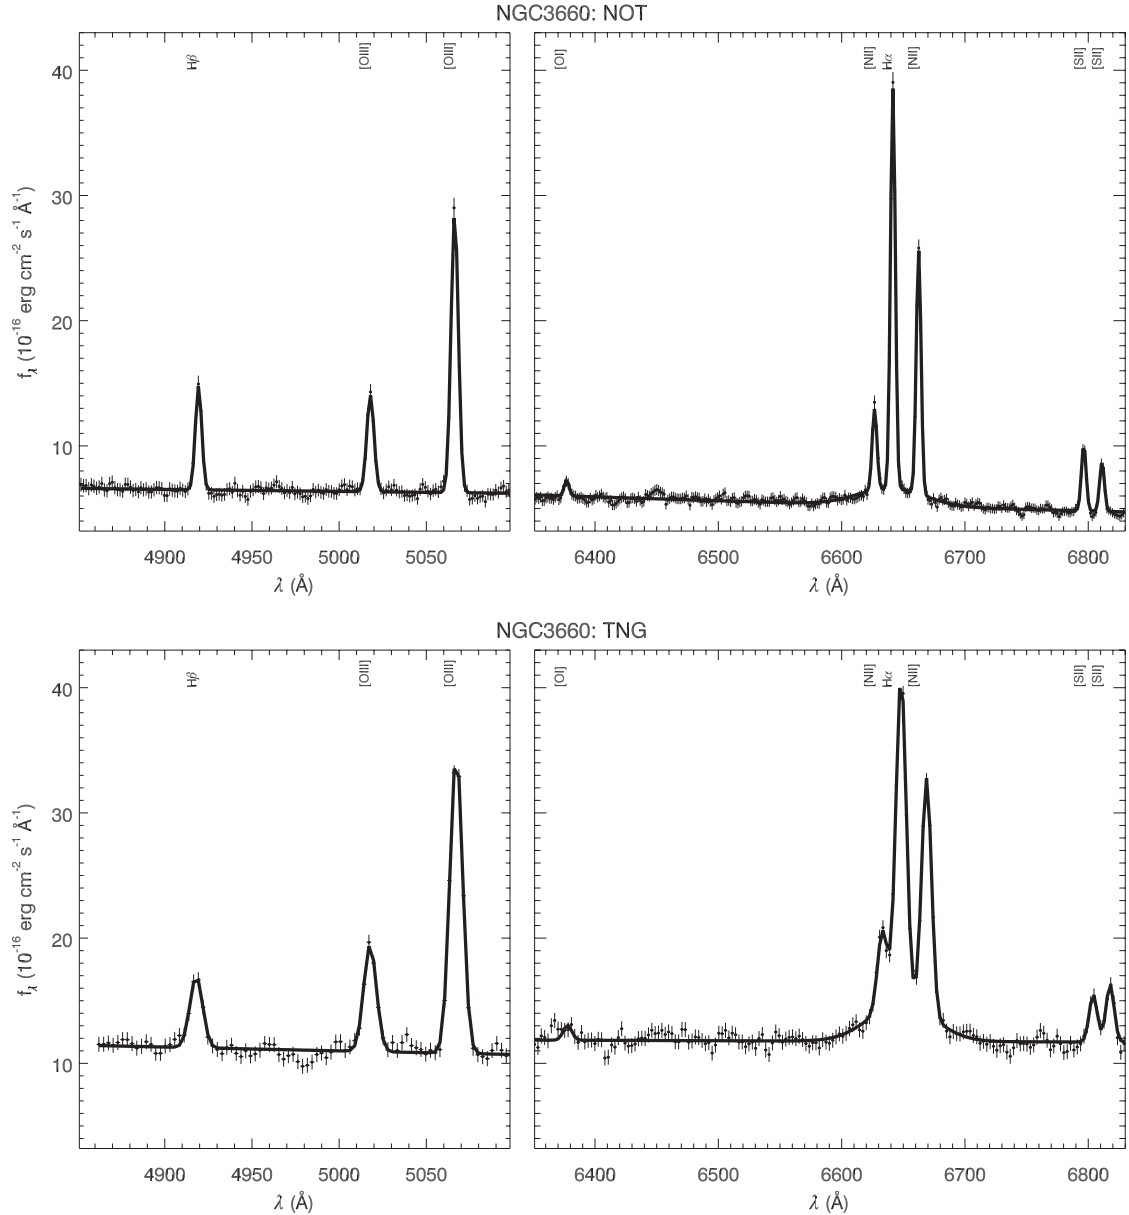 NGC3660: NOT
Hβ [OIII] [OIII] [OI] [NII] Hα [NII] [SII] [SII]
40
30
20
10
fλ (10⁻¹⁶ erg cm⁻² s⁻¹ Å⁻¹)
4900 4950 5000 5050 6400 6500 6600 6700 6800
λ (Å) λ (Å)
NGC3660: TNG
Hβ [OIII] [OIII] [OI] [NII] Hα [NII] [SII] [SII]
40
30
20
10
fλ (10⁻¹⁶ erg cm⁻² s⁻¹ Å⁻¹)
4900 4950 5000 5050 6400 6500 6600 6700 6800
λ (Å) λ (Å)